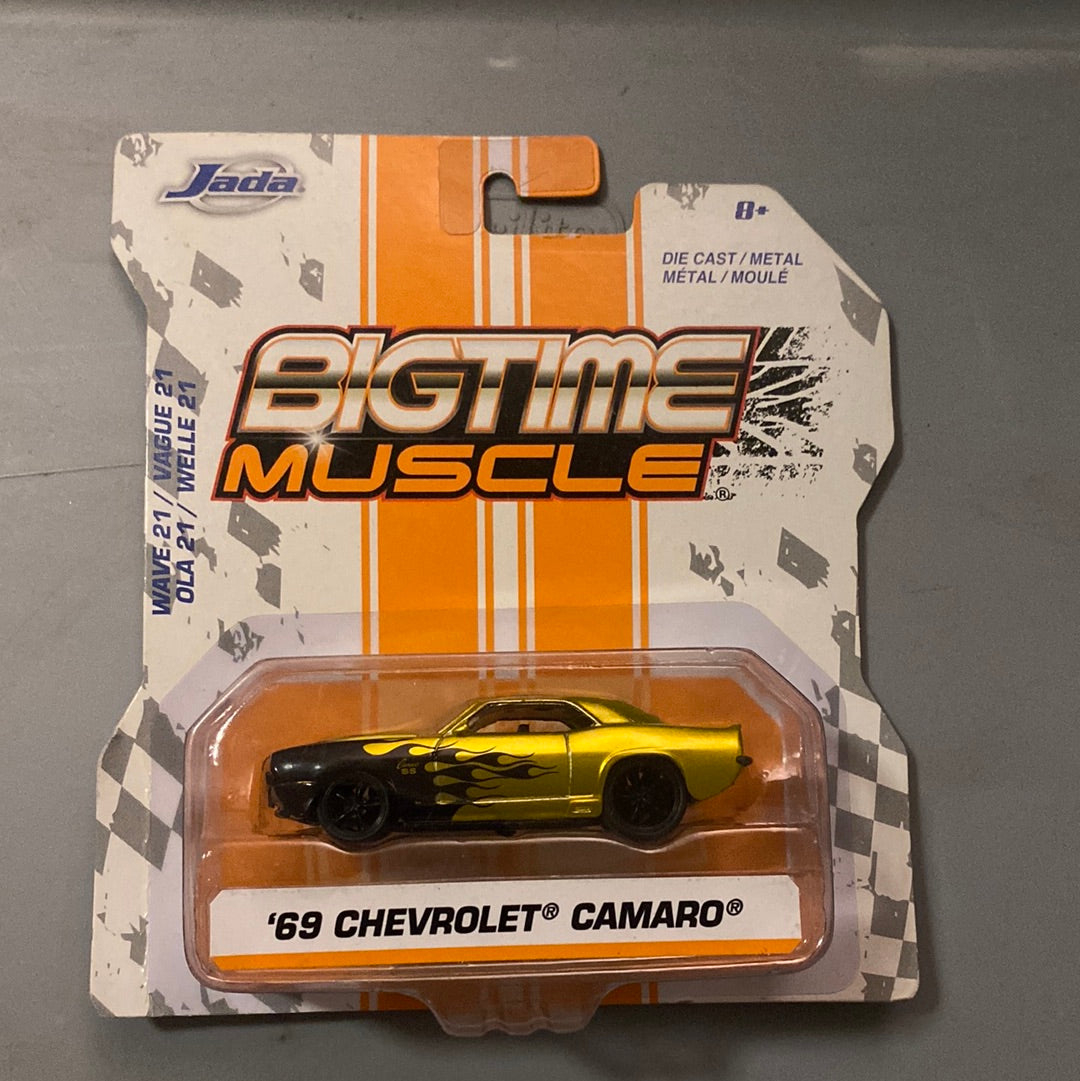 Jada
8+
DIE CAST / METAL
MÉTAL / MOULÉ
BIGTIME
MUSCLE®
WAVE 21 / VAGUE 21
OLA 21 / WELLE 21
Camaro
SS
'69 CHEVROLET® CAMARO®